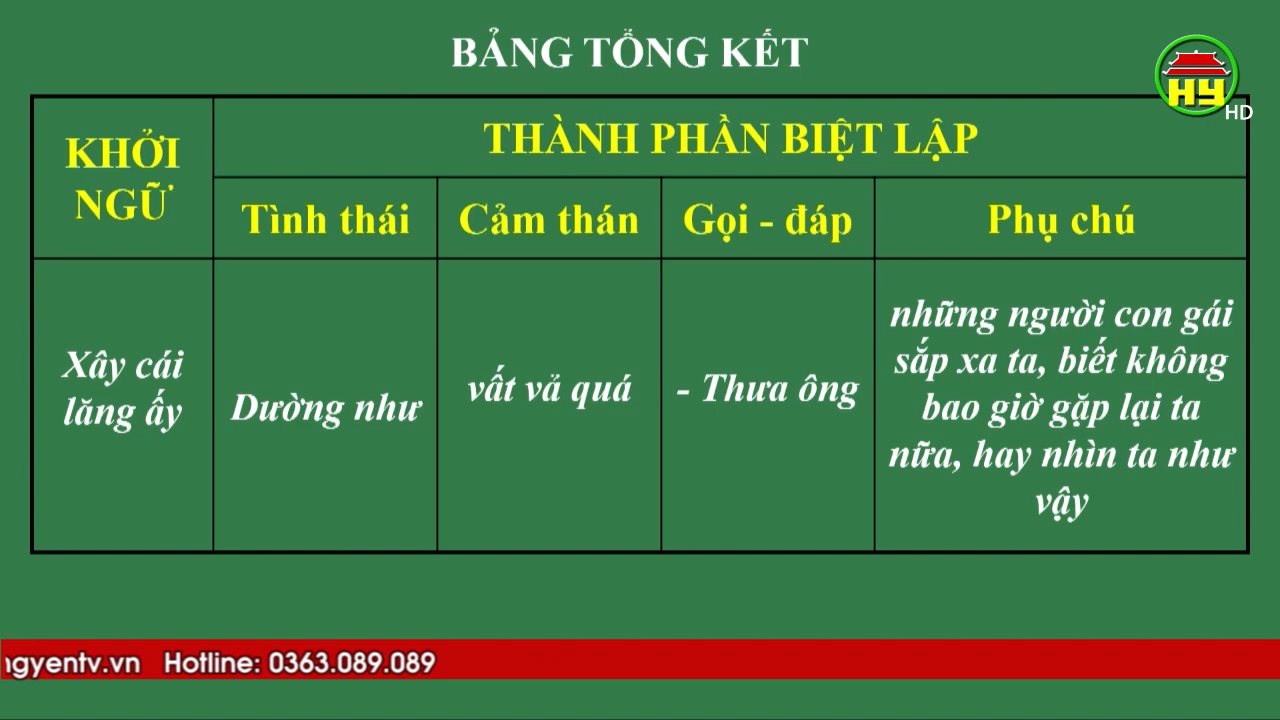 BẢNG TỔNG KẾT
HY
HD
KHỞI
NGỮ
THÀNH PHẦN BIỆT LẬP
Tình thái
Cảm thán
Gọi - đáp
Phụ chú
Xây cái
lăng ấy
Dường như
vất vả quá
- Thưa ông
những người con gái
sắp xa ta, biết không
bao giờ gặp lại ta
nữa, hay nhìn ta như
vậy
ngyentv.vn Hotline: 0363.089.089